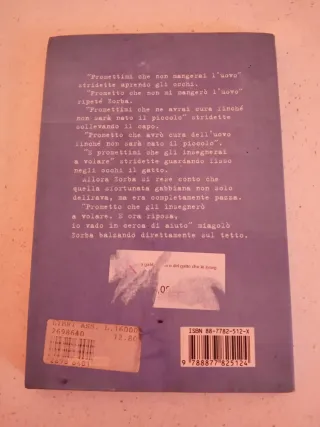 "Promettimi che non mangerai l'uovo"
stridette aprendo gli occhi.
"Prometto che non mi mangerò l'uovo"
ripeté Zorba.
"Promettimi che ne avrai cura finché
non sarà nato il piccolo" stridette
sollevando il capo.
"Prometto che avrò cura dell'uovo
finché non sarà nato il piccolo".
"E promettimi che gli insegnerai
a volare" stridette guardando fisso
negli occhi il gatto.
Allora Zorba si rese conto che
quella sfortunata gabbiana non solo
delirava, ma era completamente pazza.
"Prometto che gli insegnerò
a volare. E ora riposa,
io vado in cerca di aiuto" miagolò
Zorba balzando direttamente sul tetto.
2690640
12.00
ISBN 88-7782-512-X
9 788877 825124